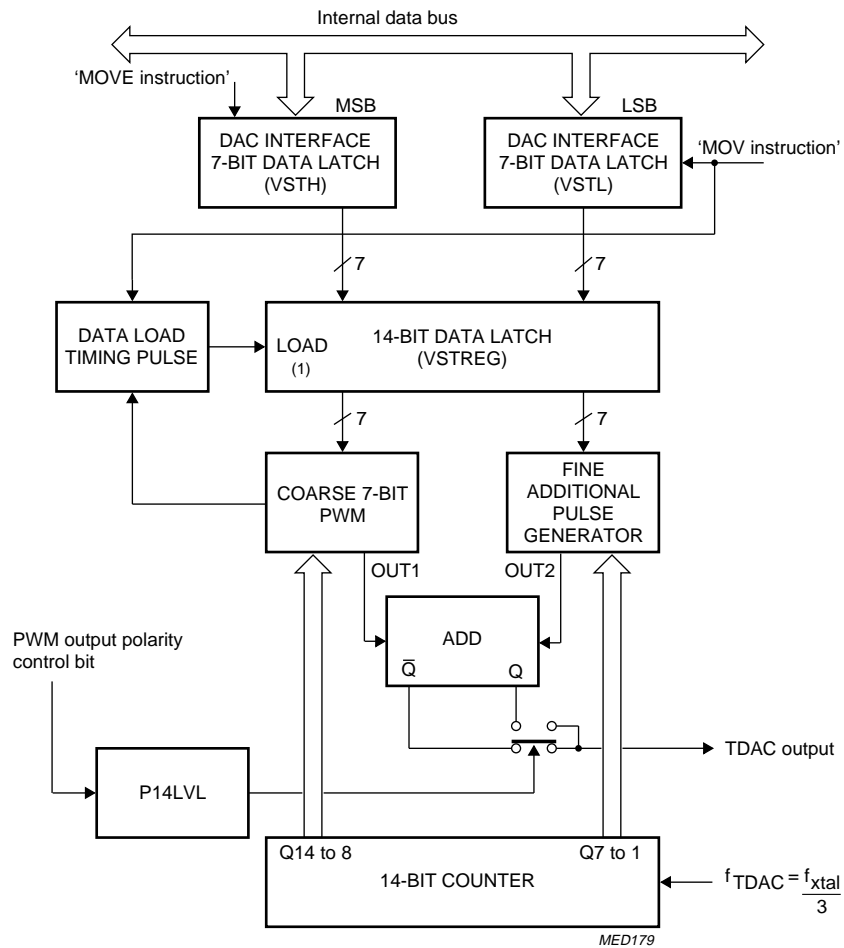 Internal data bus
‘MOVE instruction’
MSB
LSB
DAC INTERFACE
7-BIT DATA LATCH
(VSTH)
DAC INTERFACE
7-BIT DATA LATCH
(VSTL)
‘MOV instruction’
7
7
DATA LOAD
TIMING PULSE
LOAD
(1)
14-BIT DATA LATCH
(VSTREG)
7
7
COARSE 7-BIT
PWM
FINE
ADDITIONAL
PULSE
GENERATOR
OUT1
OUT2
ADD
Q̅
Q
PWM output polarity
control bit
TDAC output
P14LVL
Q14 to 8
Q7 to 1
14-BIT COUNTER
f TDAC = fxtal
3
MED179